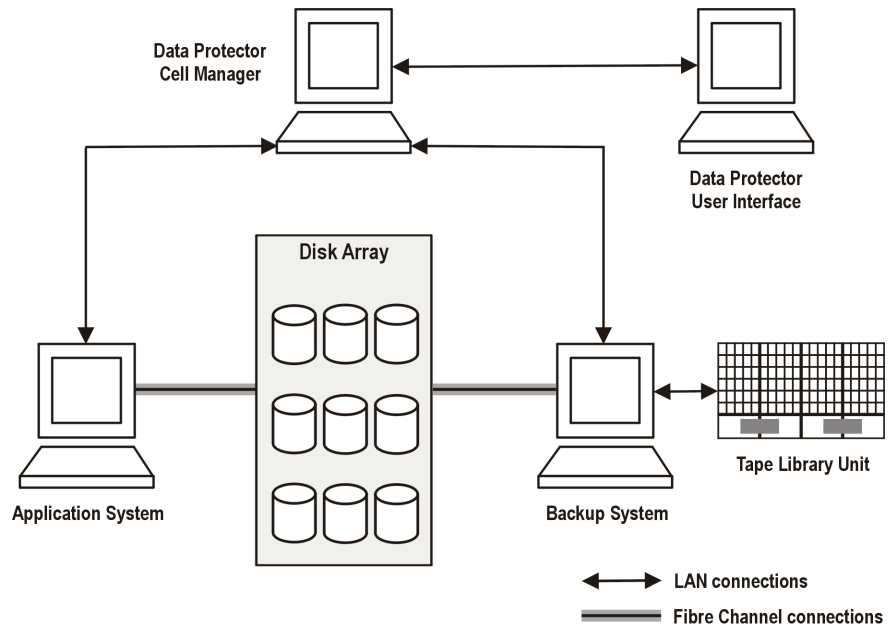 Data Protector
Cell Manager
Data Protector
User Interface
Disk Array
Tape Library Unit
Application System
Backup System
LAN connections
Fibre Channel connections